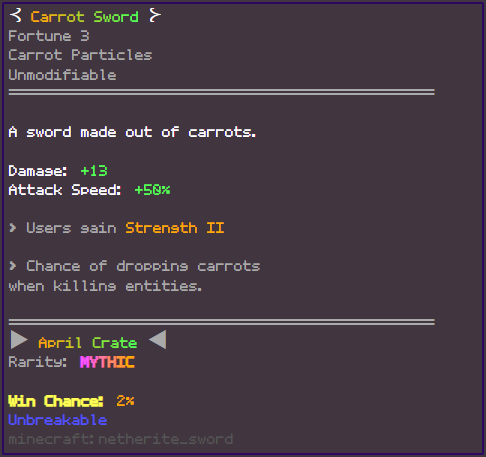 ≺ Carrot Sword ≻
Fortune 3
Carrot Particles
Unmodifiable
A sword made out of carrots.
Damage: +13
Attack Speed: +50%
> Users gain Strength II
> Chance of dropping carrots
when killing entities.
▶ April Crate ◀
Rarity: MYTHIC
Win Chance: 2%
Unbreakable
minecraft:netherite_sword